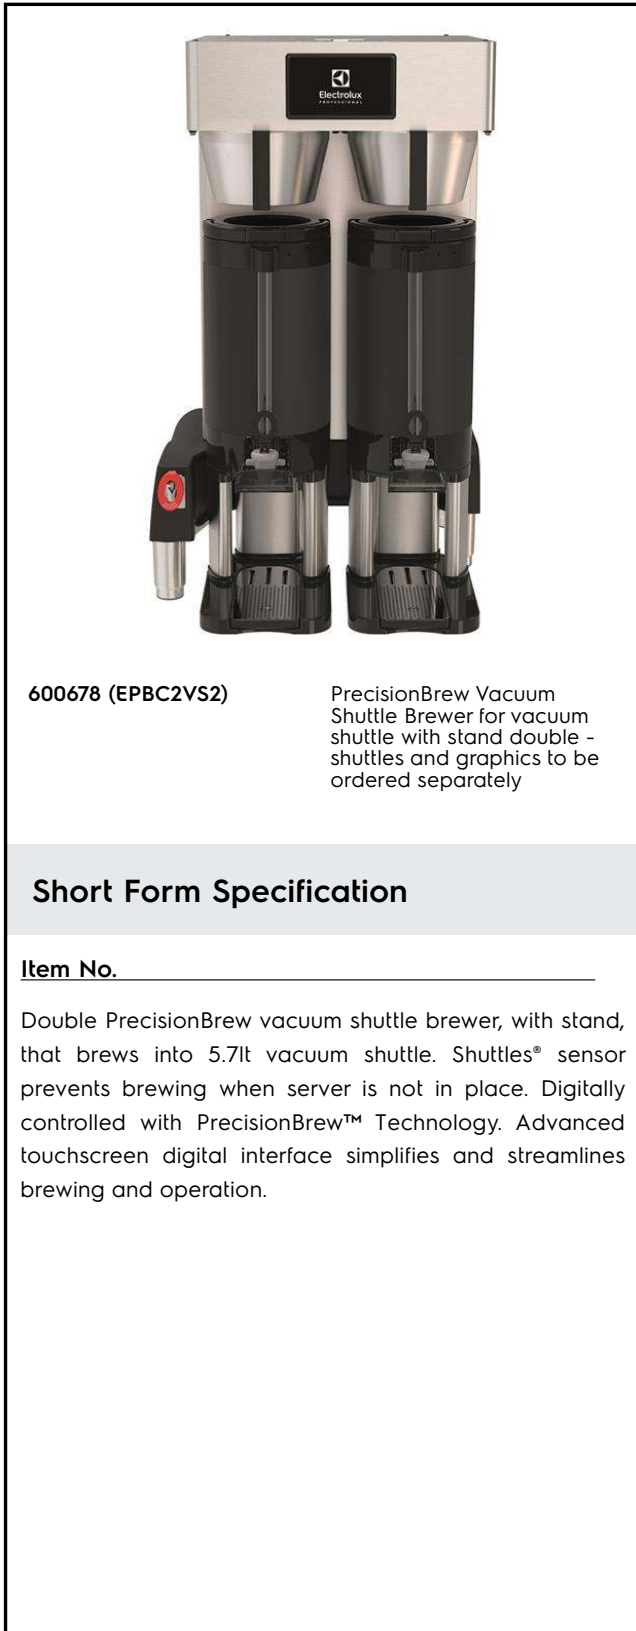 Electrolux
PROFESSIONAL
600678 (EPBC2VS2)
PrecisionBrew Vacuum
Shuttle Brewer for vacuum
shuttle with stand double -
shuttles and graphics to be
ordered separately
Short Form Specification
Item No.
Double PrecisionBrew vacuum shuttle brewer, with stand,
that brews into 5.7lt vacuum shuttle. Shuttles® sensor
prevents brewing when server is not in place. Digitally
controlled with PrecisionBrew™ Technology. Advanced
touchscreen digital interface simplifies and streamlines
brewing and operation.